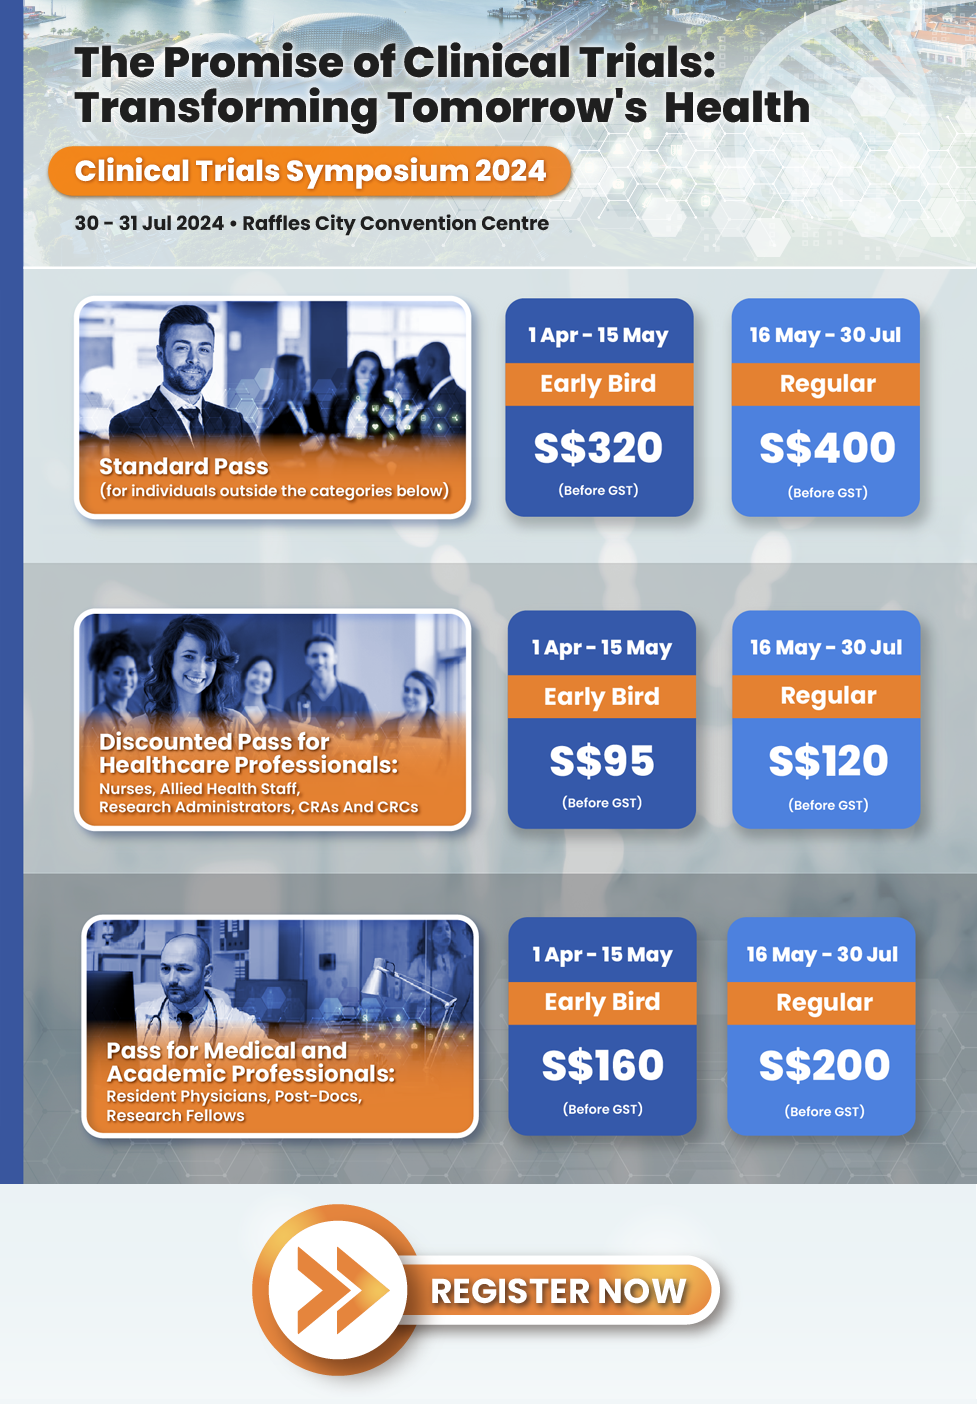 The Promise of Clinical Trials:
Transforming Tomorrow's Health
Clinical Trials Symposium 2024
30 - 31 Jul 2024 • Raffles City Convention Centre
Standard Pass
(for individuals outside the categories below)
1 Apr - 15 May
Early Bird
S$320
(Before GST)
16 May - 30 Jul
Regular
S$400
(Before GST)
Discounted Pass for
Healthcare Professionals:
Nurses, Allied Health Staff,
Research Administrators, CRAs And CRCs
1 Apr - 15 May
Early Bird
S$95
(Before GST)
16 May - 30 Jul
Regular
S$120
(Before GST)
Pass for Medical and
Academic Professionals:
Resident Physicians, Post-Docs,
Research Fellows
1 Apr - 15 May
Early Bird
S$160
(Before GST)
16 May - 30 Jul
Regular
S$200
(Before GST)
REGISTER NOW